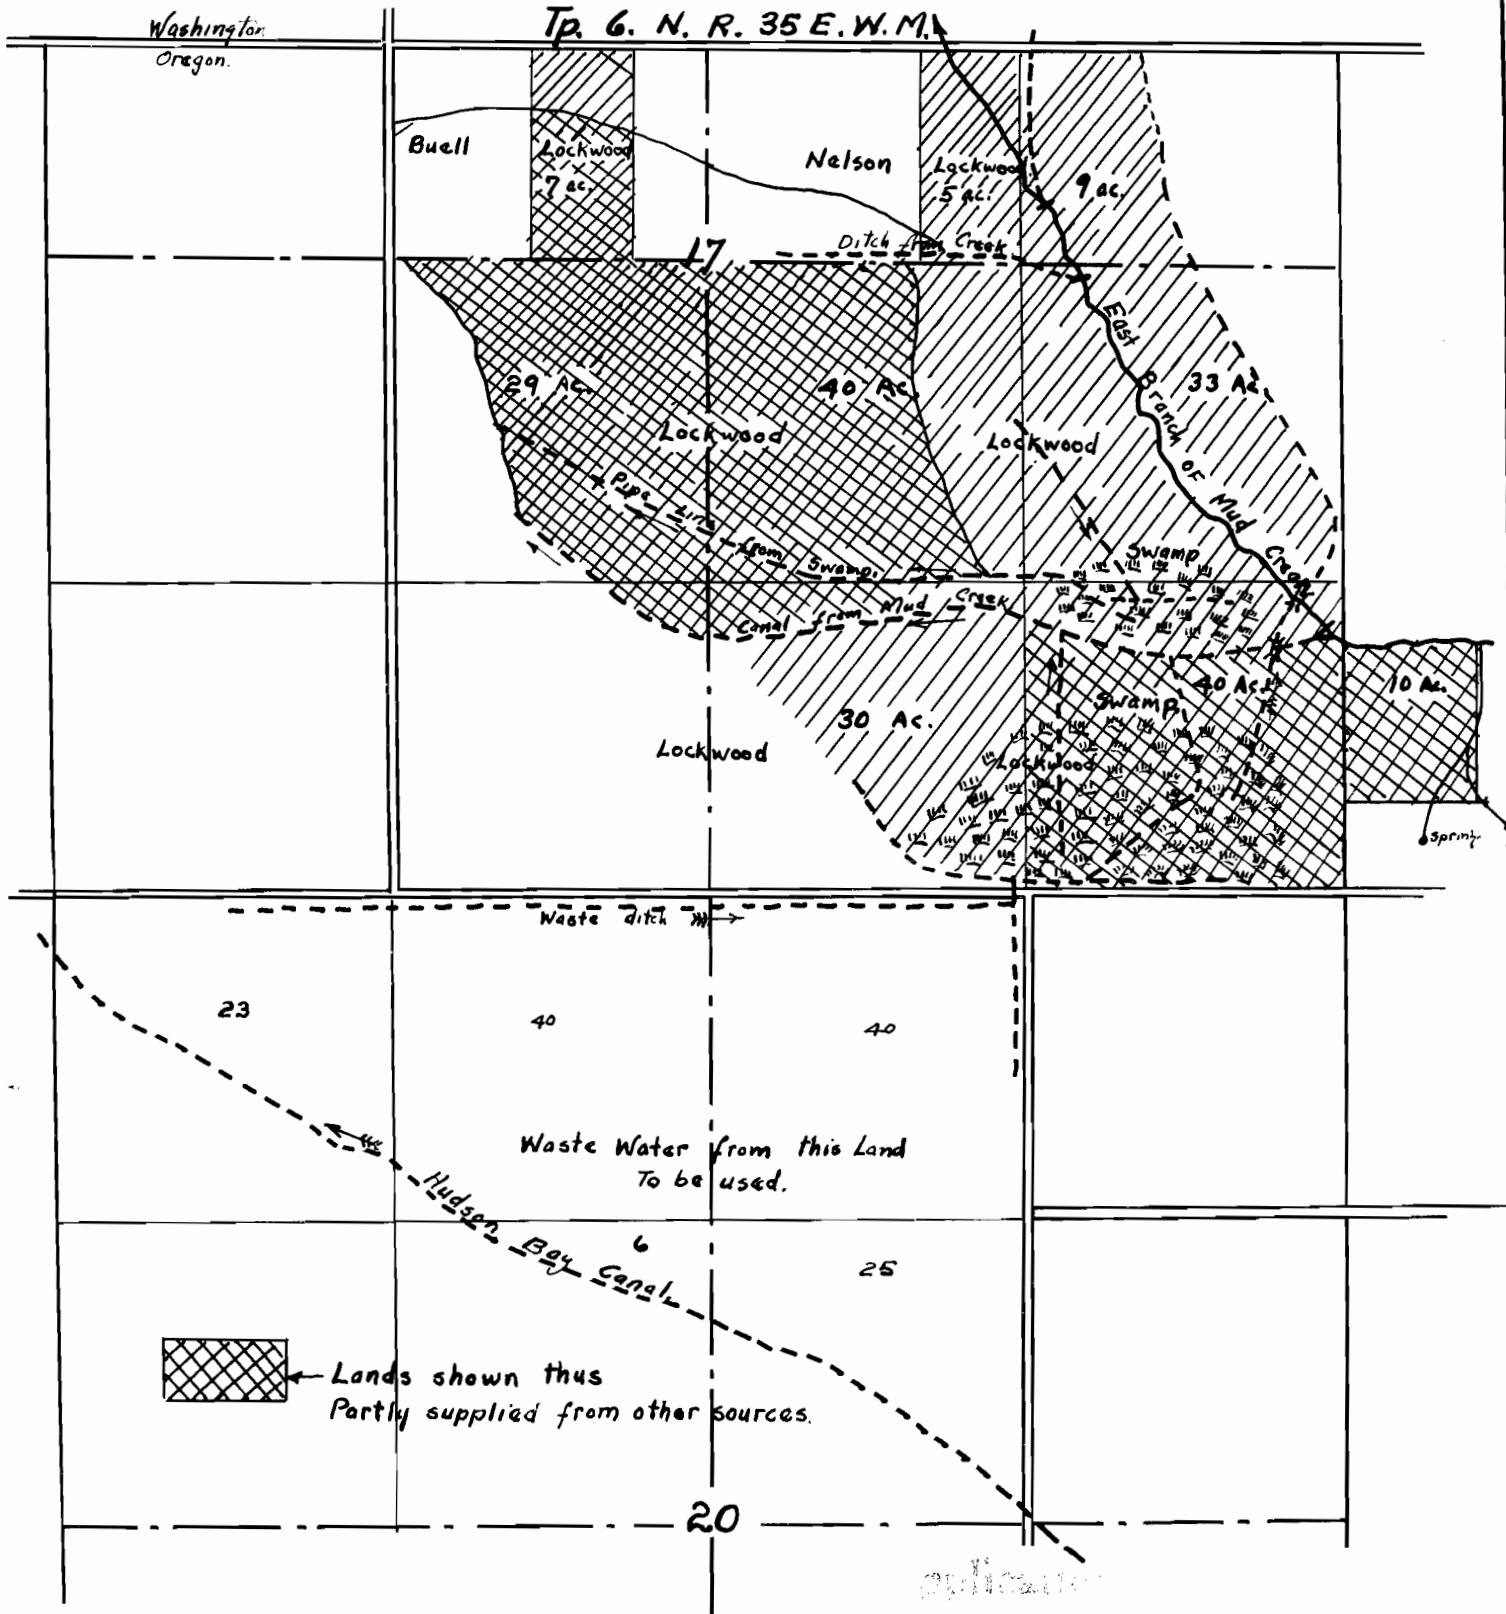 Tp. 6. N. R. 35 E. W. M.
Washington
Oregon.
Buell
Lockwood
7 ac.
Nelson
Lockwood
5 ac.
9 ac.
17
Ditch from Creek
East Branch of Mud Creek
29 Ac.
40 Ac
33 Ac
Lockwood
Lockwood
Pipe Line from Swamp.
Swamp
Canal from Mud Creek
40 Ac.
10 Ac.
Swamp
30 Ac.
Lockwood
Lockwood
Spring
Waste ditch
23
40
40
Waste Water from this Land
To be used.
Hudson Bay Canal
6
25
Lands shown thus
Partly supplied from other sources.
20